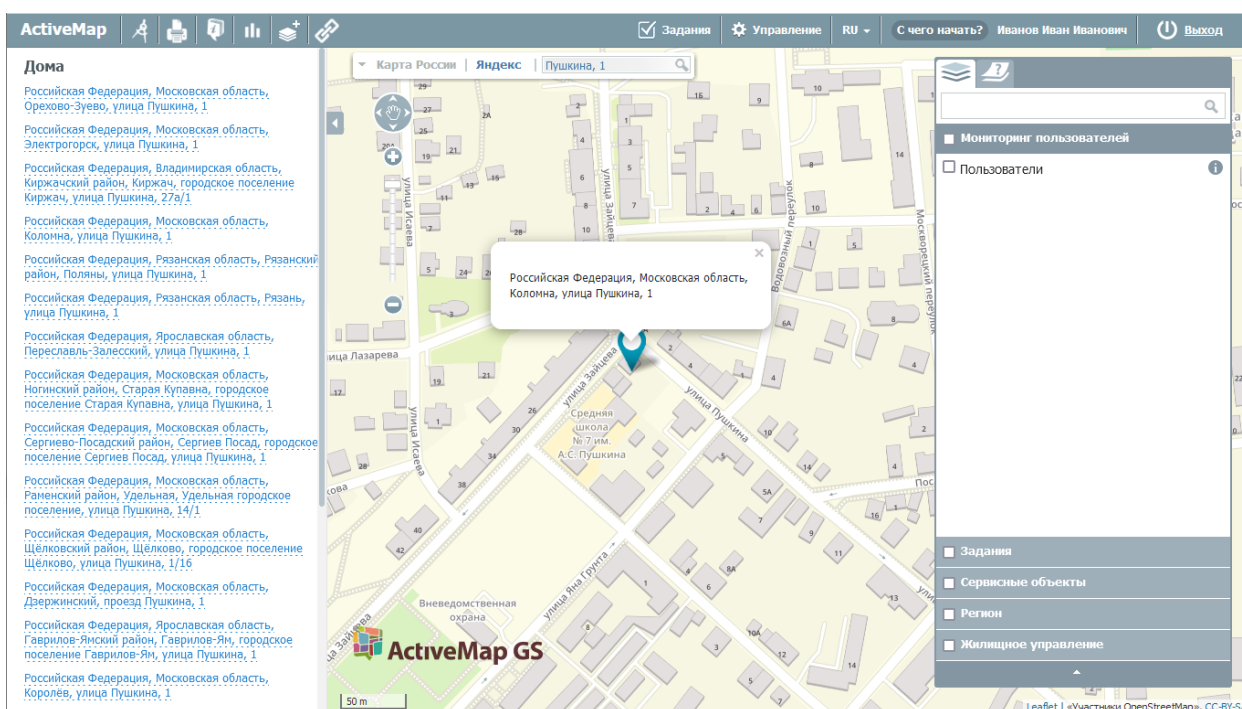 ActiveMap
Задания
Управление
RU
С чего начать?
Иванов Иван Иванович
Выход
Дома
Российская Федерация, Московская область,
Орехово-Зуево, улица Пушкина, 1
Российская Федерация, Московская область,
Электрогорск, улица Пушкина, 1
Российская Федерация, Владимирская область,
Киржачский район, Киржач, городское поселение
Киржач, улица Пушкина, 27а/1
Российская Федерация, Московская область,
Коломна, улица Пушкина, 1
Российская Федерация, Рязанская область, Рязанский
район, Поляны, улица Пушкина, 1
Российская Федерация, Рязанская область, Рязань,
улица Пушкина, 1
Российская Федерация, Ярославская область,
Переславль-Залесский, улица Пушкина, 1
Российская Федерация, Московская область,
Ногинский район, Старая Купавна, городское
поселение Старая Купавна, улица Пушкина, 1
Российская Федерация, Московская область,
Сергиево-Посадский район, Сергиев Посад, городское
поселение Сергиев Посад, улица Пушкина, 1
Российская Федерация, Московская область,
Раменский район, Удельная, Удельная городское
поселение, улица Пушкина, 14/1
Российская Федерация, Московская область,
Щёлковский район, Щёлково, городское поселение
Щёлково, улица Пушкина, 1/16
Российская Федерация, Московская область,
Дзержинский, проезд Пушкина, 1
Российская Федерация, Ярославская область,
Гаврилов-Ямский район, Гаврилов-Ям, городское
поселение Гаврилов-Ям, улица Пушкина, 1
Российская Федерация, Московская область,
Королёв, улица Пушкина, 1
Карта России | Яндекс | Пушкина, 1
Российская Федерация, Московская область,
Коломна, улица Пушкина, 1
улица Исаева
улица Зайцева
Водовозный переулок
Москворецкий переулок
ица Лазарева
улица Зайцева
улица Пушкина
улица Исаева
Средняя
школа
№ 7 им.
А.С. Пушкина
улица Яна Грунта
Вневедомственная
охрана
ActiveMap GS
50 m
Мониторинг пользователей
Пользователи
Задания
Сервисные объекты
Регион
Жилищное управление
Leaflet | «Участники OpenStreetMap», CC-BY-S